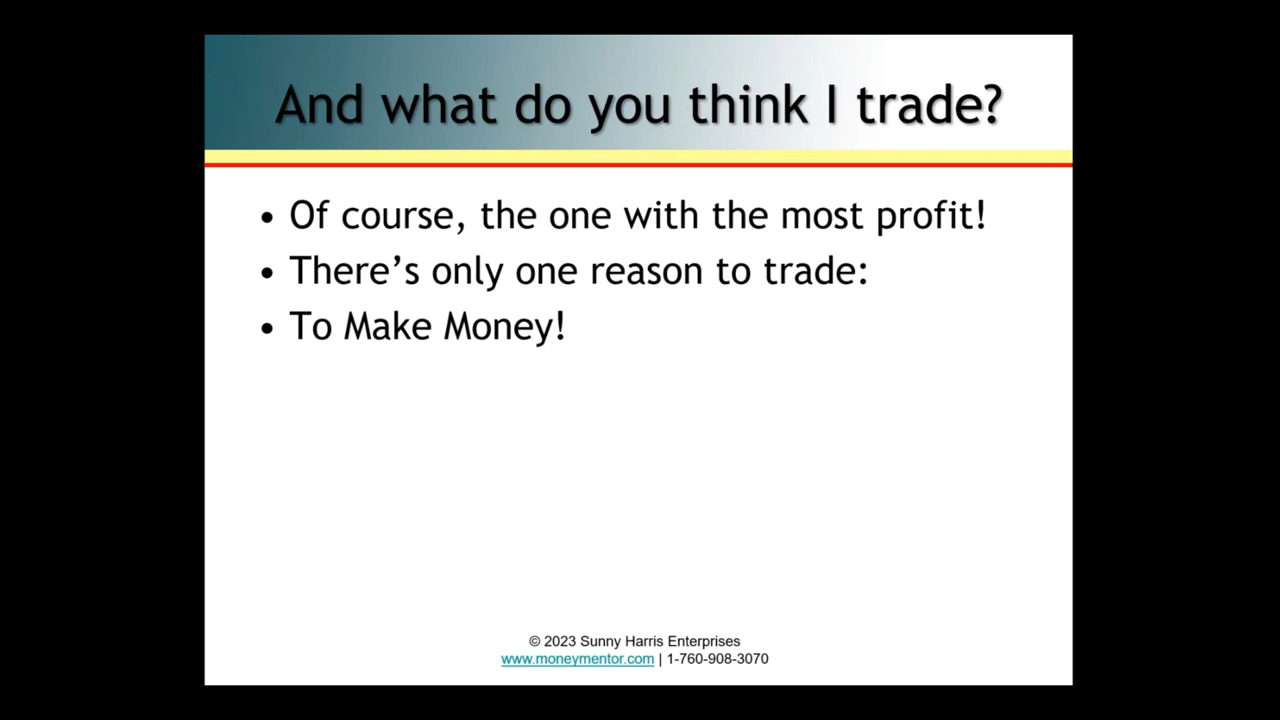 And what do you think I trade?
• Of course, the one with the most profit!
• There’s only one reason to trade:
• To Make Money!
© 2023 Sunny Harris Enterprises
www.moneymentor.com | 1-760-908-3070